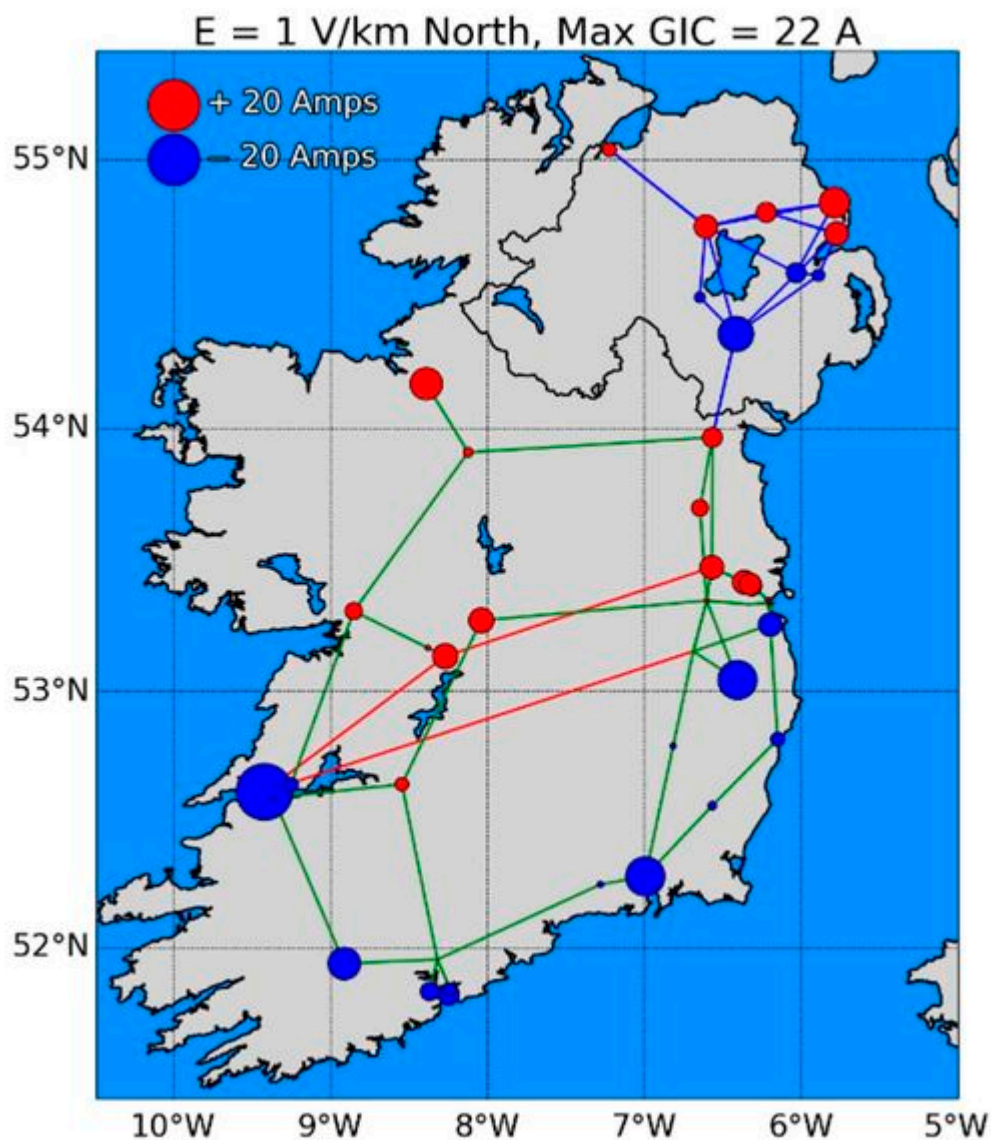 E = 1 V/km North, Max GIC = 22 A
+ 20 Amps
− 20 Amps
55°N
54°N
53°N
52°N
10°W 9°W 8°W 7°W 6°W 5°W